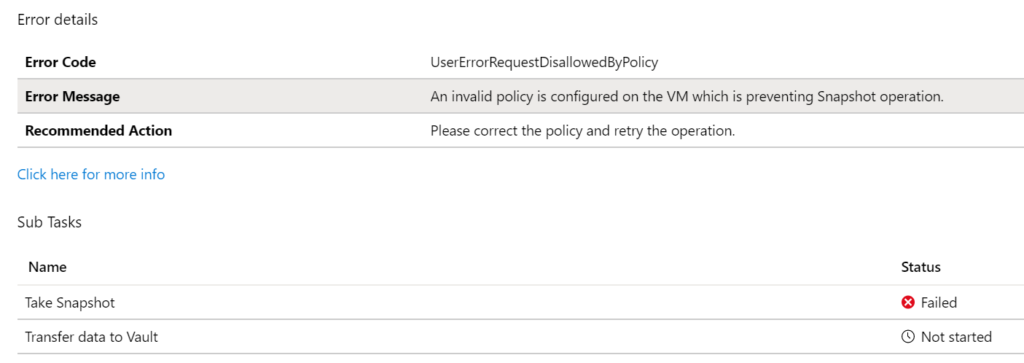 Error details
Error Code UserErrorRequestDisallowedByPolicy
Error Message An invalid policy is configured on the VM which is preventing Snapshot operation.
Recommended Action Please correct the policy and retry the operation.
Click here for more info
Sub Tasks
Name Status
Take Snapshot Failed
Transfer data to Vault Not started